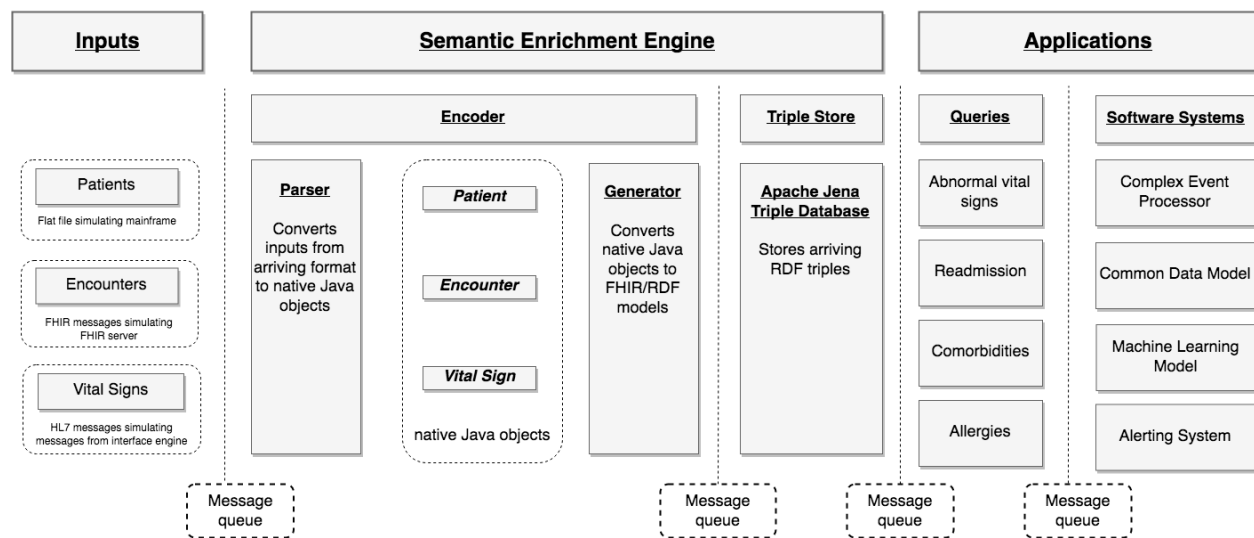 Inputs
Semantic Enrichment Engine
Applications
Encoder
Triple Store
Queries
Software Systems
Patients
Flat file simulating mainframe
Encounters
FHIR messages simulating
FHIR server
Vital Signs
HL7 messages simulating
messages from interface engine
Parser
Converts
inputs from
arriving format
to native Java
objects
Patient
Encounter
Vital Sign
native Java objects
Generator
Converts
native Java
objects to
FHIR/RDF
models
Apache Jena
Triple Database
Stores arriving
RDF triples
Abnormal vital
signs
Readmission
Comorbidities
Allergies
Complex Event
Processor
Common Data Model
Machine Learning
Model
Alerting System
Message
queue
Message
queue
Message
queue
Message
queue